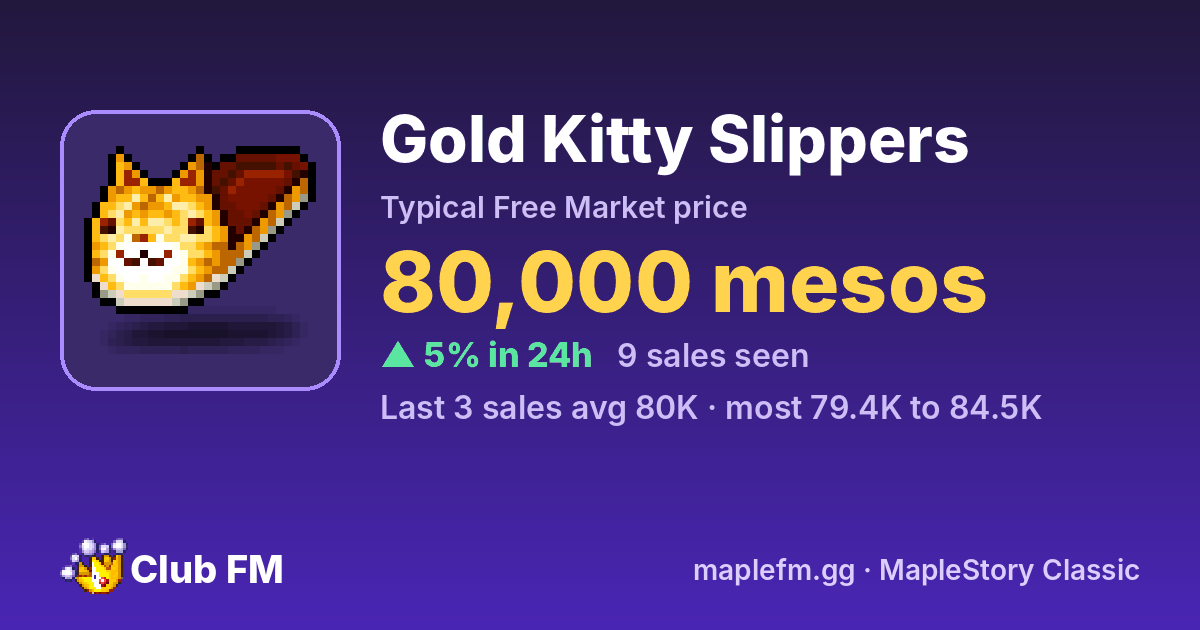 Gold Kitty Slippers
Typical Free Market price
80,000 mesos
▲ 5% in 24h 9 sales seen
Last 3 sales avg 80K · most 79.4K to 84.5K
Club FM
maplefm.gg · MapleStory Classic